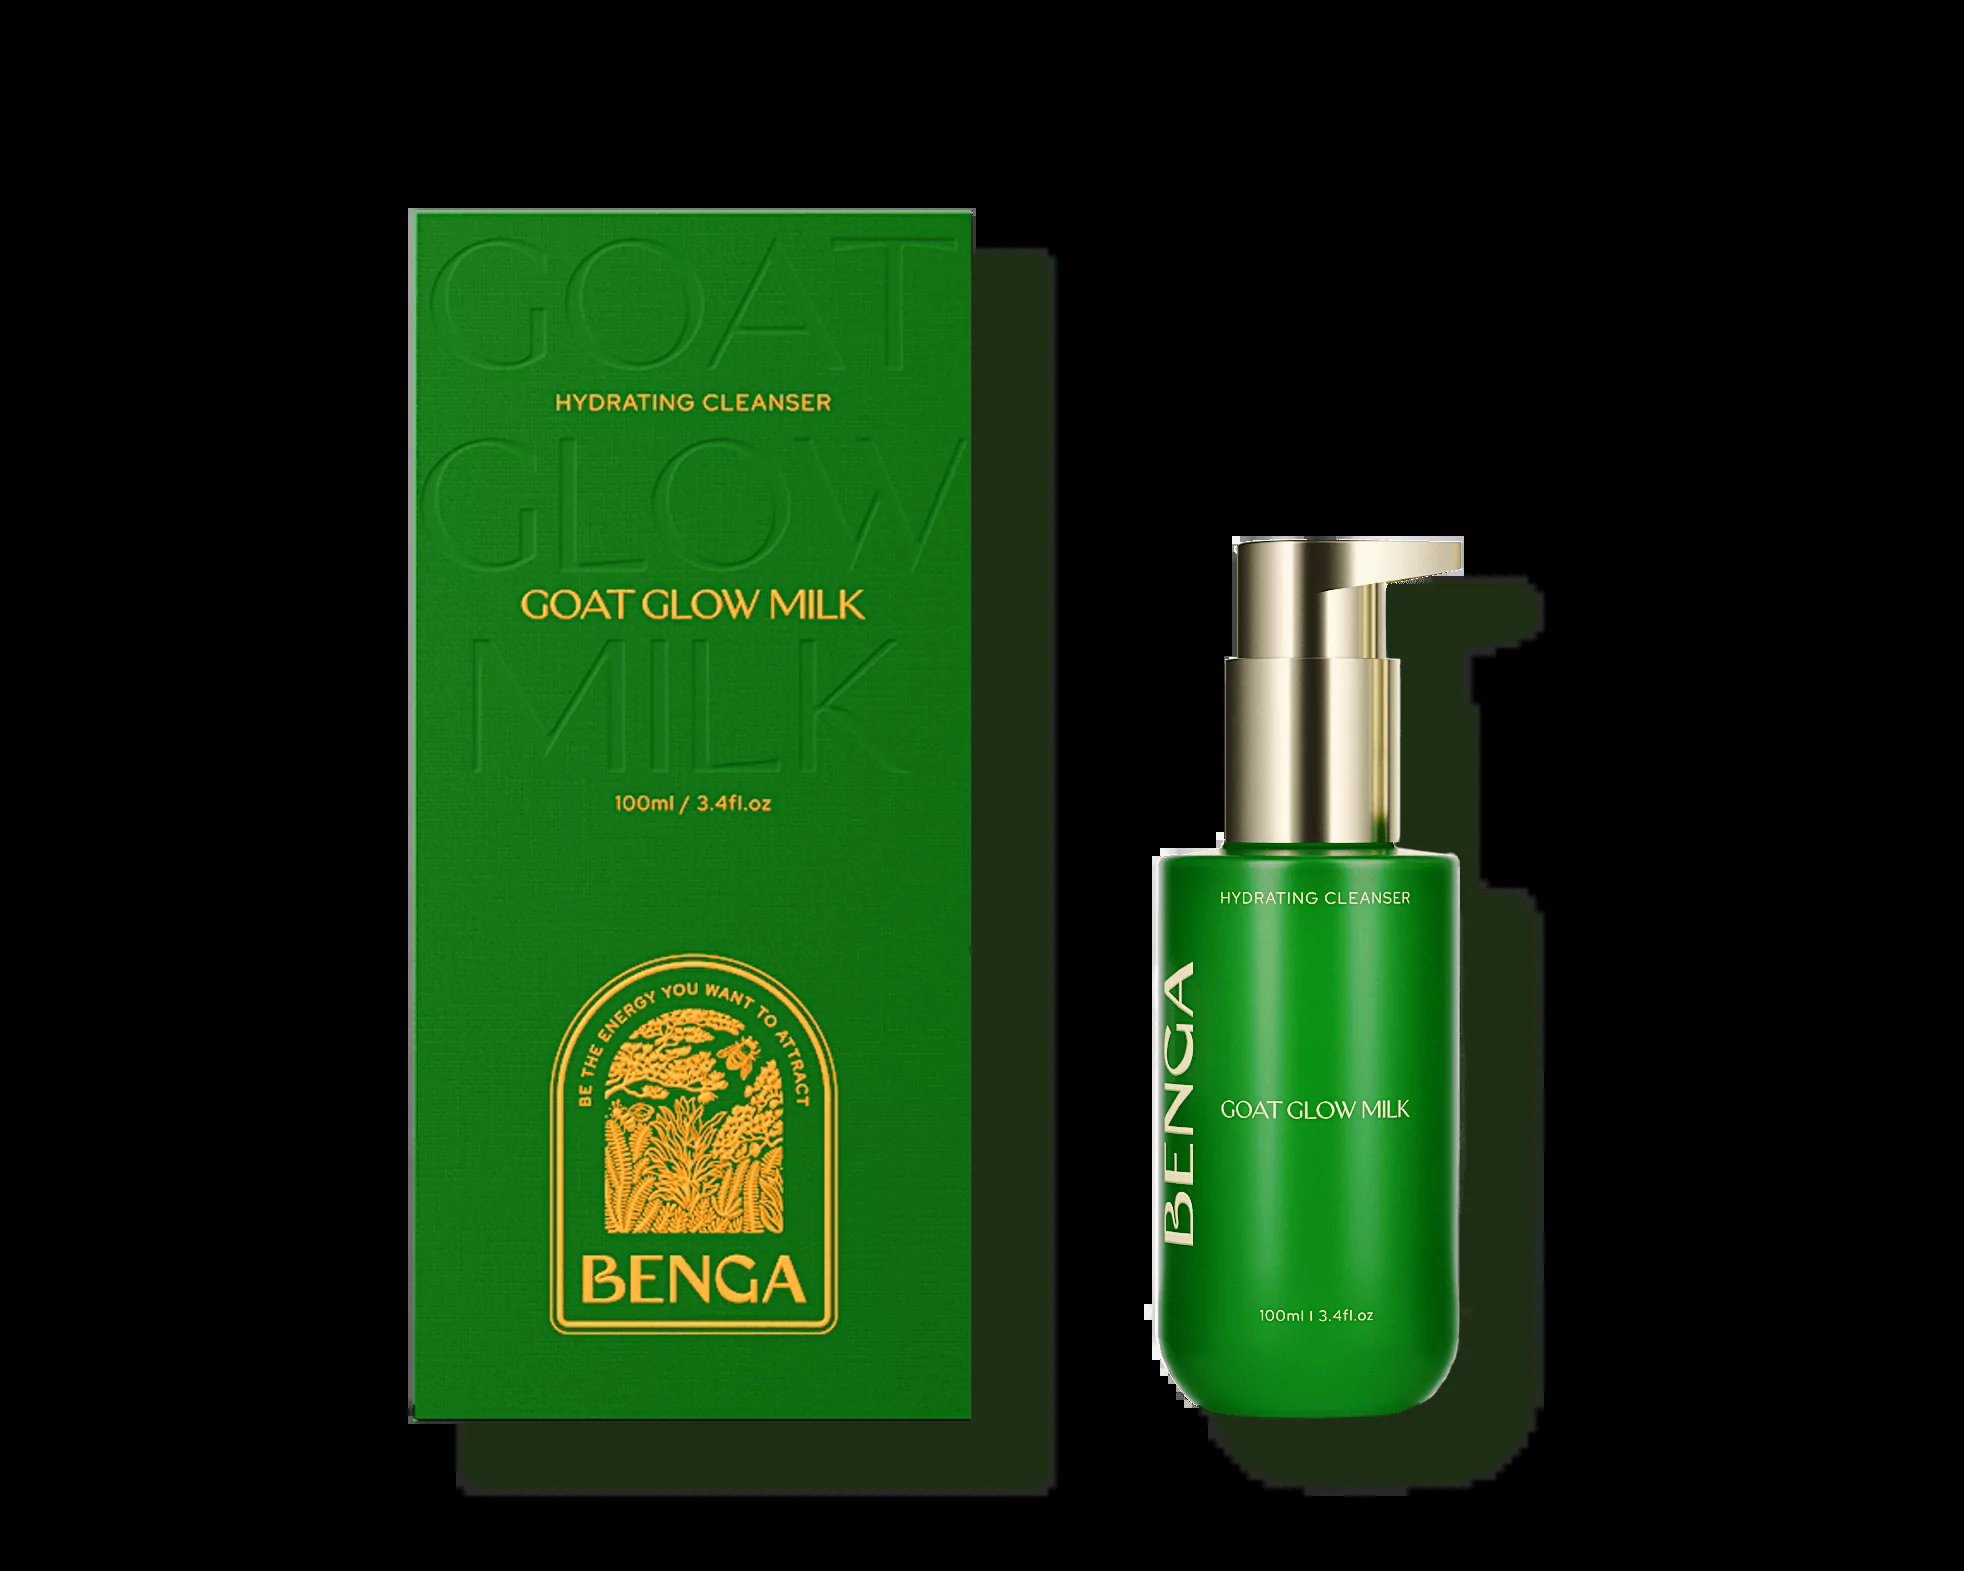 GOAT
HYDRATING CLEANSER
GLOW
GOAT GLOW MILK
MILK
100ml / 3.4fl.oz
BE THE ENERGY YOU WANT TO ATTRACT
BENGA
HYDRATING CLEANSER
BENGA
GOAT GLOW MILK
100ml I 3.4fl.oz